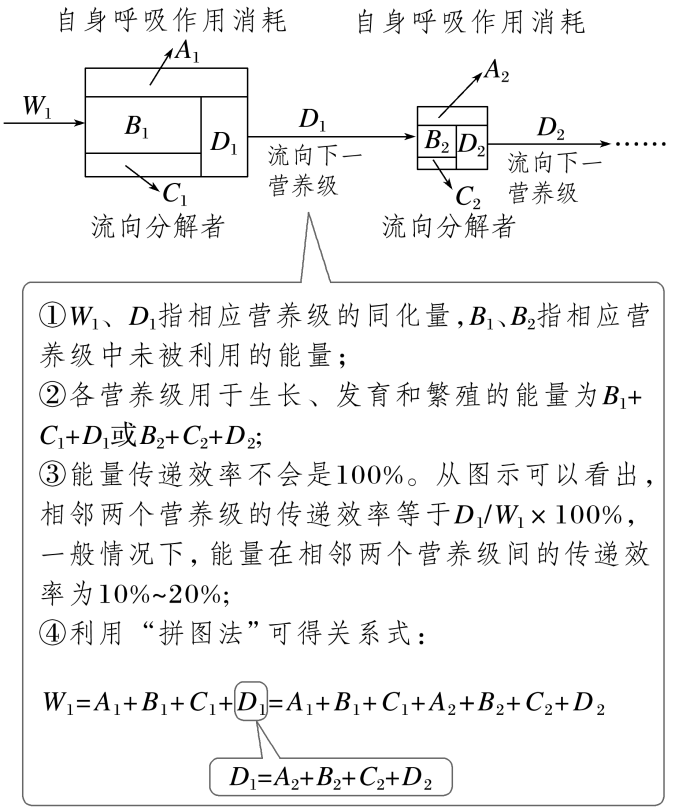 自身呼吸作用消耗 自身呼吸作用消耗
A₁ A₂
W₁ B₁ D₁ D₁ B₂ D₂ D₂ ······
流向下一营养级 流向下一营养级
C₁ C₂
流向分解者 流向分解者
①W₁、D₁指相应营养级的同化量,B₁、B₂指相应营
养级中未被利用的能量;
②各营养级用于生长、发育和繁殖的能量为B₁+
C₁+D₁或B₂+C₂+D₂;
③能量传递效率不会是100%。从图示可以看出,
相邻两个营养级的传递效率等于D₁/W₁×100%,
一般情况下,能量在相邻两个营养级间的传递效
率为10%~20%;
④利用“拼图法”可得关系式:
W₁=A₁+B₁+C₁+D₁=A₁+B₁+C₁+A₂+B₂+C₂+D₂
D₁=A₂+B₂+C₂+D₂